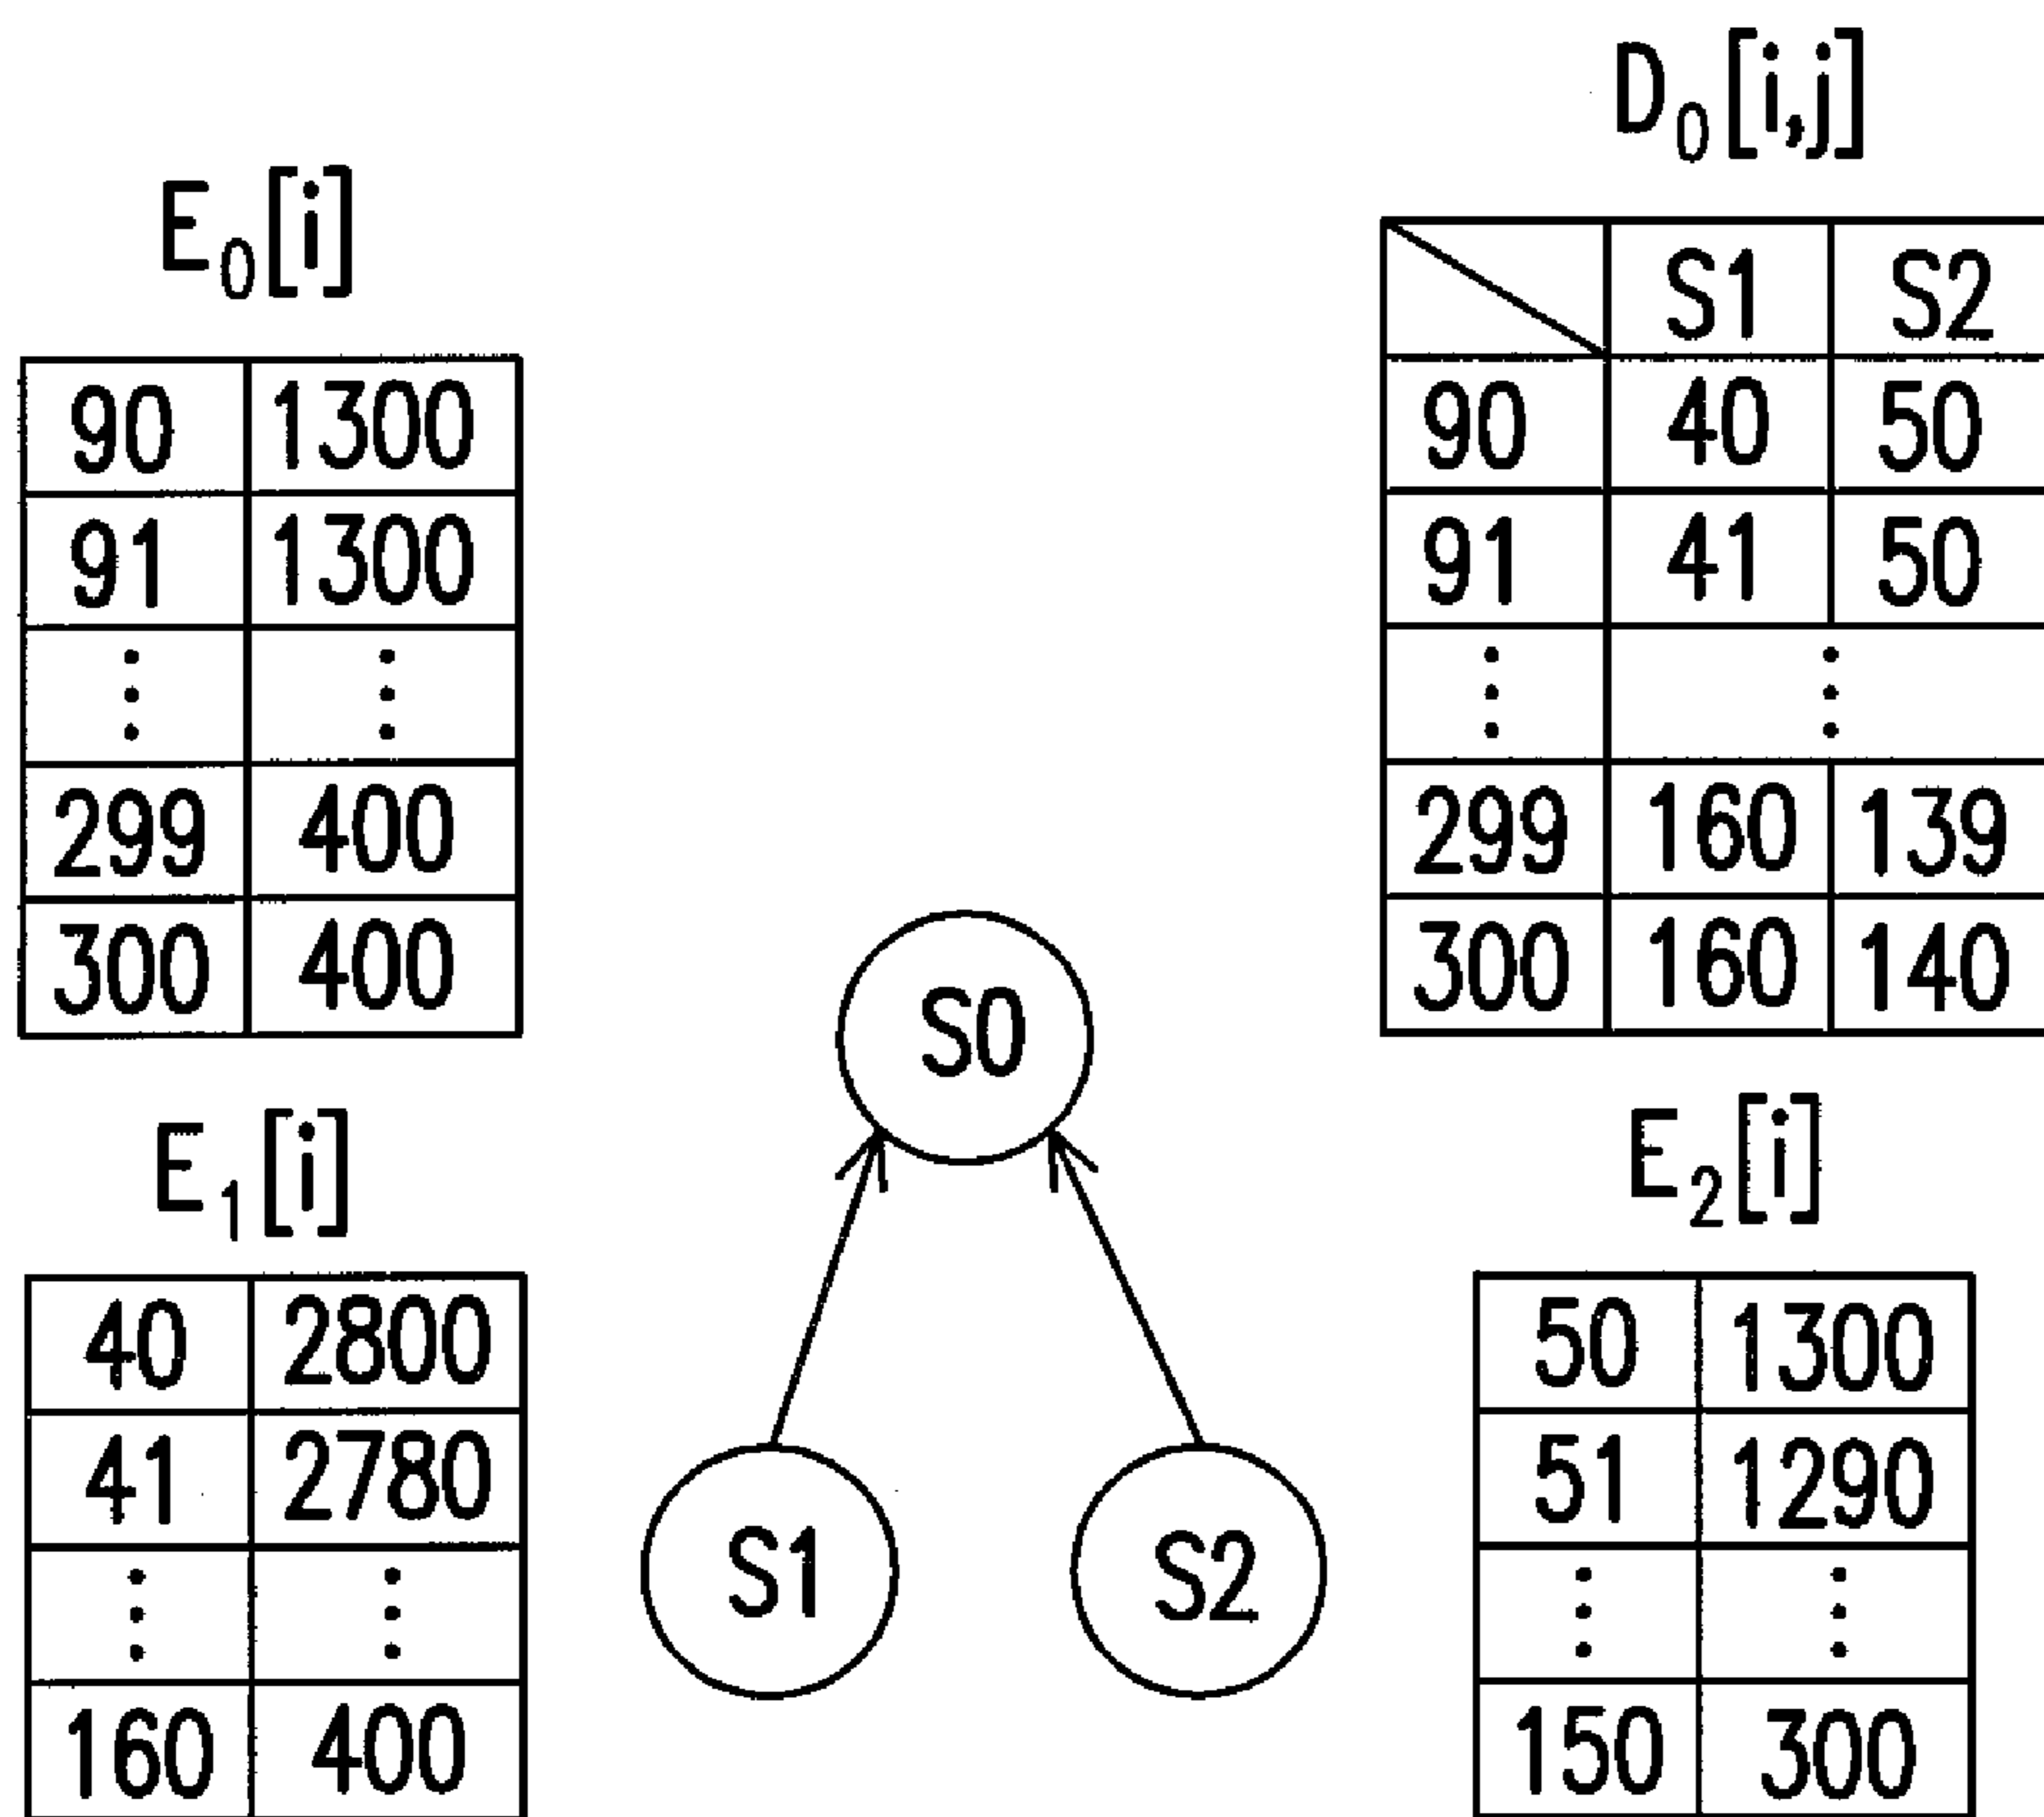 E0[i]
90 1300
91 1300
⋮ ⋮
299 400
300 400
D0[i,j]
S1 S2
90 40 50
91 41 50
⋮ ⋮
299 160 139
300 160 140
S0
S1
S2
E1[i]
40 2800
41 2780
⋮ ⋮
160 400
E2[i]
50 1300
51 1290
⋮ ⋮
150 300